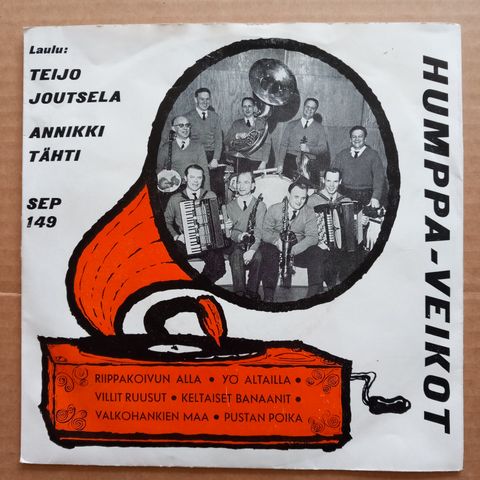 Laulu:
TEIJO
JOUTSELA
ANNIKKI
TÄHTI
SEP
149
HUMPPA-VEIKOT
RIIPPAKOIVUN ALLA • YÖ ALTAILLA •
VILLIT RUUSUT • KELTAISET BANAANIT •
VALKOHANKIEN MAA • PUSTAN POIKA